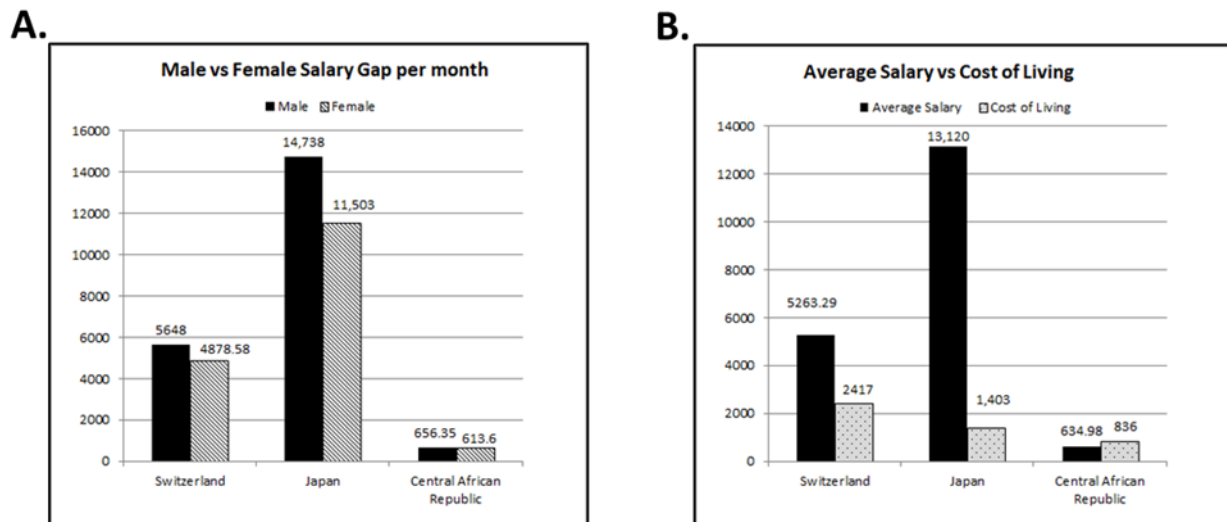 A.
Male vs Female Salary Gap per month
Male Female
16000
14000
12000
10000
8000
6000
4000
2000
0
14,738
11,503
5648
4878.58
656.35 613.6
Switzerland Japan Central African
Republic
B.
Average Salary vs Cost of Living
Average Salary Cost of Living
14000
12000
10000
8000
6000
4000
2000
0
13,120
5263.29
2417
1,403
634.98 836
Switzerland Japan Central African
Republic